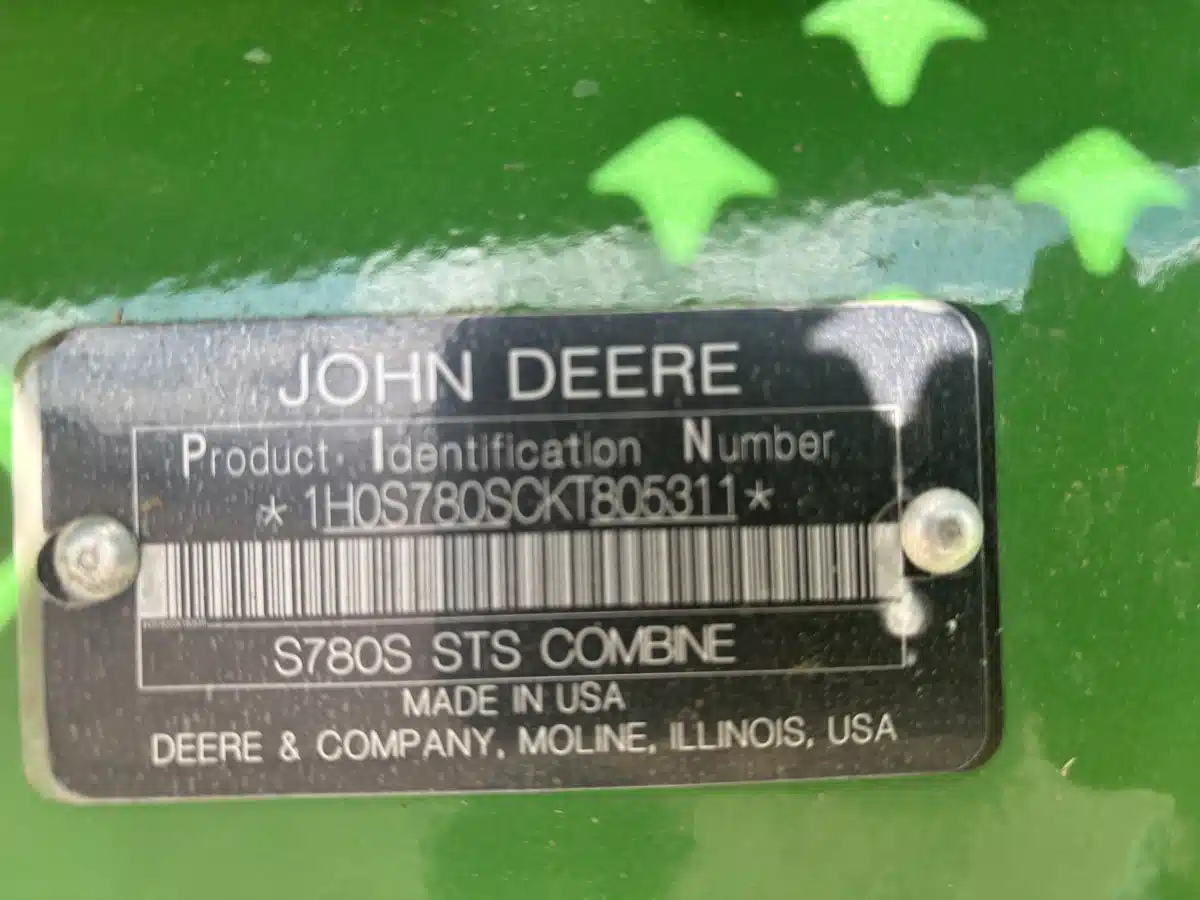 JOHN DEERE
Product Identification Number
*1H0S780SCKT805311*
S780S STS COMBINE
MADE IN USA
DEERE & COMPANY, MOLINE, ILLINOIS, USA